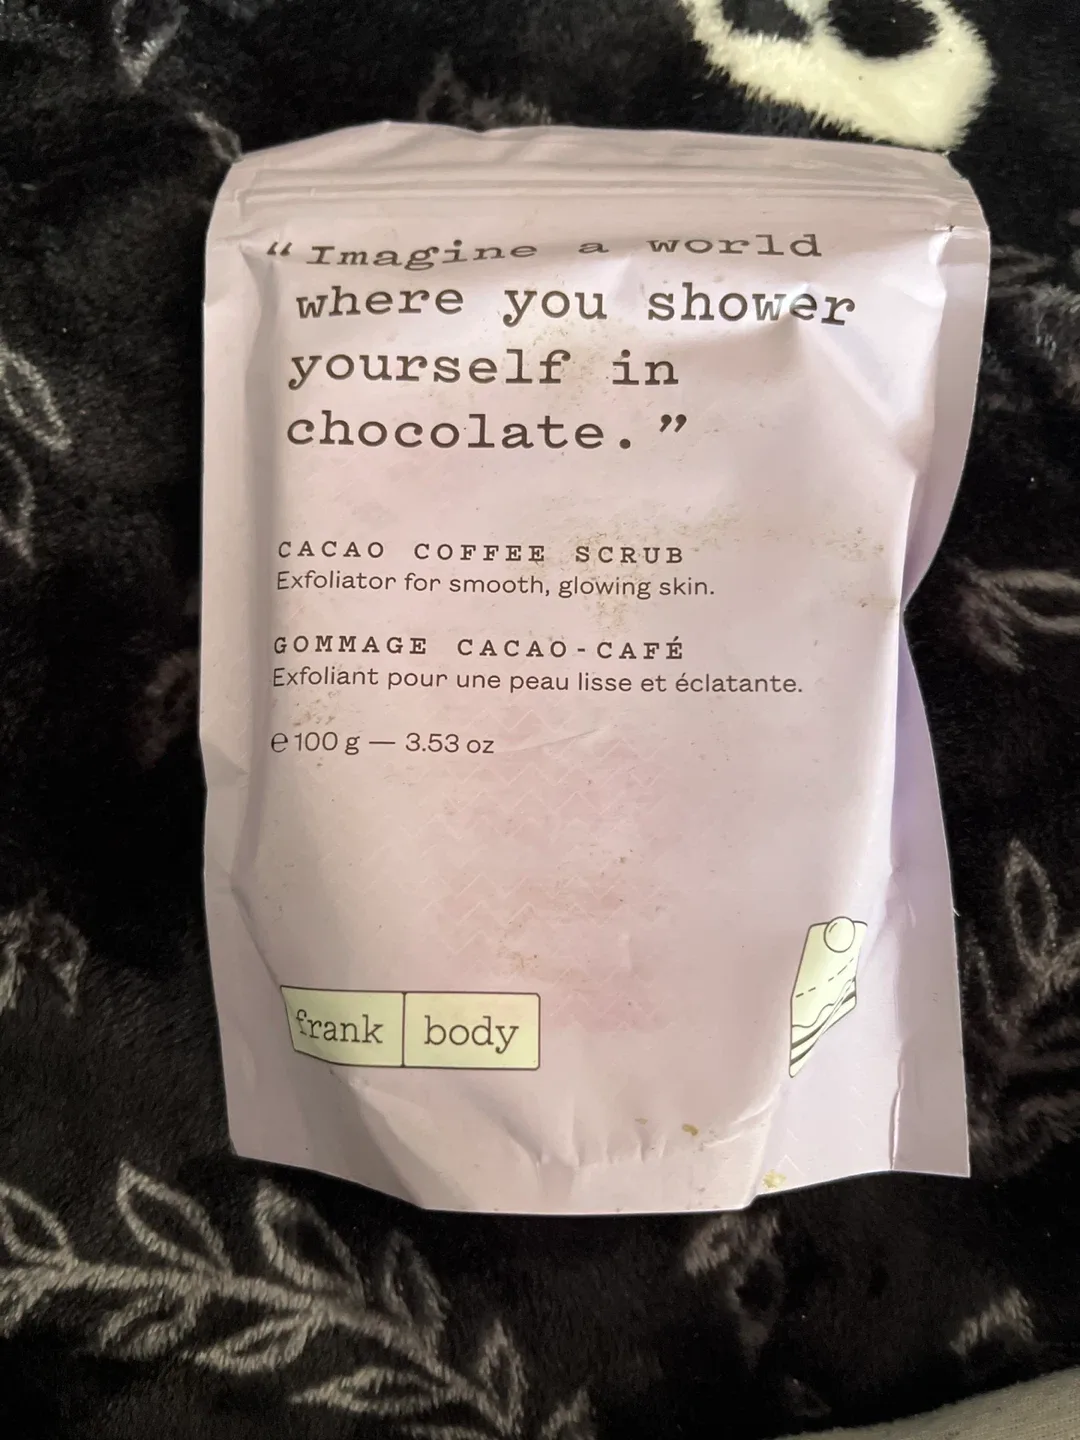 “Imagine a world
where you shower
yourself in
chocolate.”
CACAO COFFEE SCRUB
Exfoliator for smooth, glowing skin.
GOMMAGE CACAO-CAFÉ
Exfoliant pour une peau lisse et éclatante.
℮ 100 g — 3.53 oz
frank body